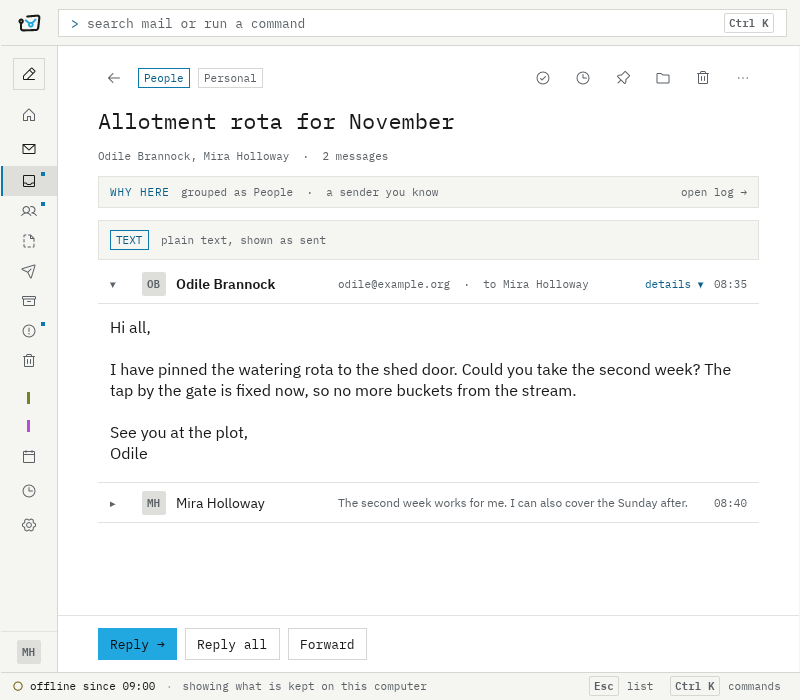 > search mail or run a command Ctrl K
People Personal
Allotment rota for November
Odile Brannock, Mira Holloway · 2 messages
WHY HERE grouped as People · a sender you know open log →
TEXT plain text, shown as sent
▾ OB Odile Brannock odile@example.org · to Mira Holloway details ▾ 08:35
Hi all,
I have pinned the watering rota to the shed door. Could you take the second week? The
tap by the gate is fixed now, so no more buckets from the stream.
See you at the plot,
Odile
▸ MH Mira Holloway The second week works for me. I can also cover the Sunday after. 08:40
Reply → Reply all Forward
MH
offline since 09:00 · showing what is kept on this computer Esc list Ctrl K commands